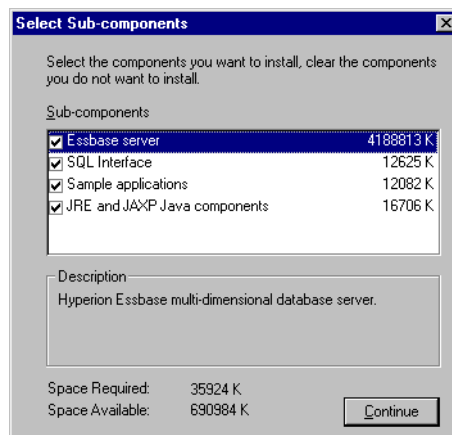 Select Sub-components
Select the components you want to install, clear the components
you do not want to install.
Sub-components
Essbase server 4188813 K
SQL Interface 12625 K
Sample applications 12082 K
JRE and JAXP Java components 16706 K
Description
Hyperion Essbase multi-dimensional database server.
Space Required: 35924 K
Space Available: 690984 K
Continue